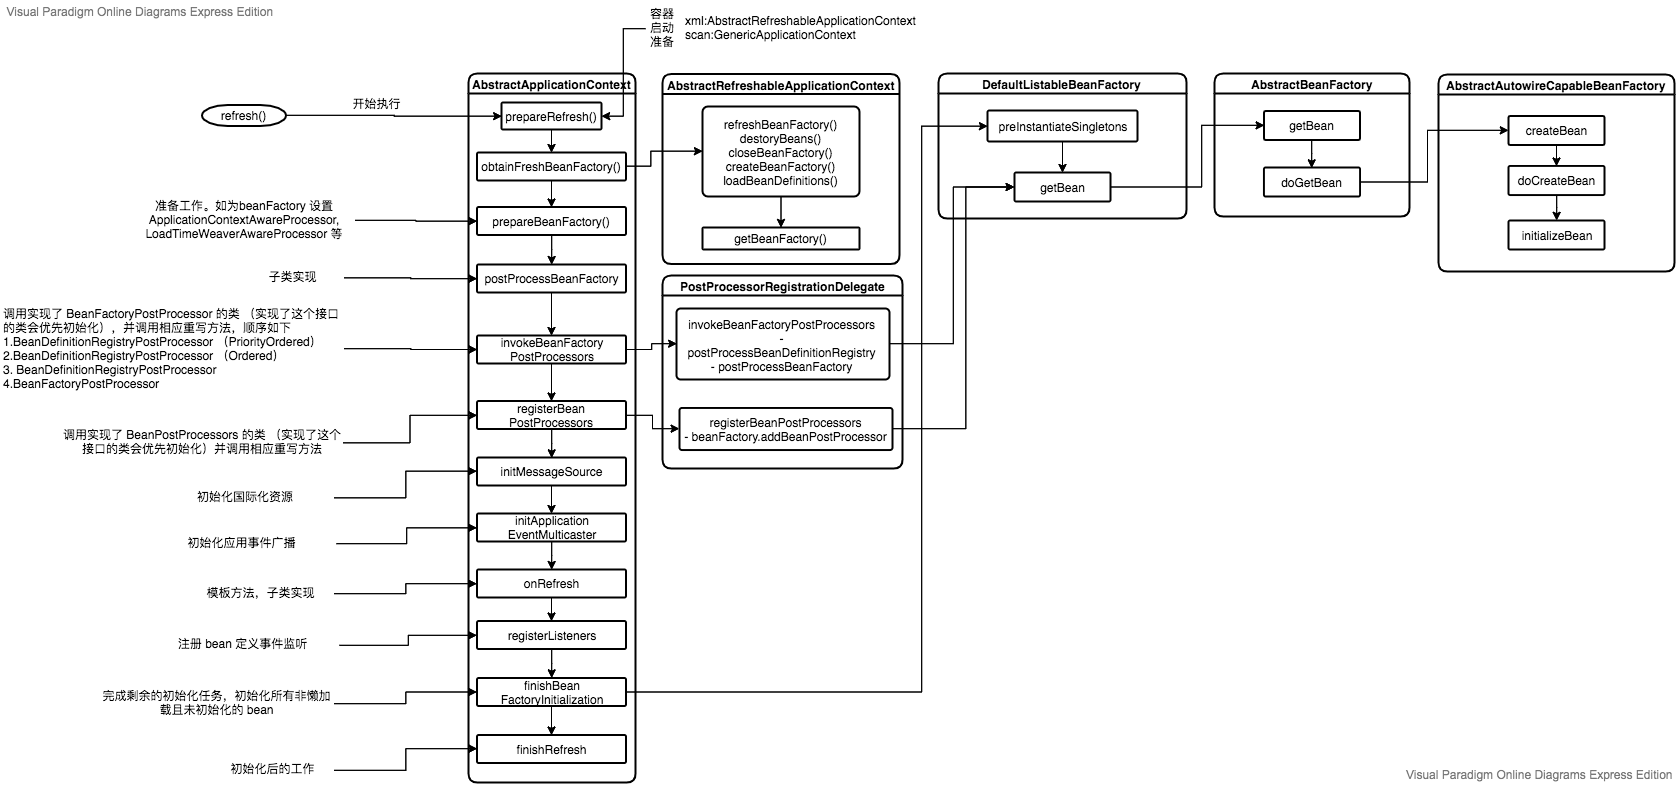 Visual Paradigm Online Diagrams Express Edition
容器
启动
准备
xml:AbstractRefreshableApplicationContext
scan:GenericApplicationContext
refresh()
开始执行
AbstractApplicationContext
prepareRefresh()
obtainFreshBeanFactory()
prepareBeanFactory()
postProcessBeanFactory
invokeBeanFactory
PostProcessors
registerBean
PostProcessors
initMessageSource
initApplication
EventMulticaster
onRefresh
registerListeners
finishBean
FactoryInitialization
finishRefresh
准备工作。如为beanFactory 设置
ApplicationContextAwareProcessor,
LoadTimeWeaverAwareProcessor 等
子类实现
调用实现了 BeanFactoryPostProcessor 的类 （实现了这个接口
的类会优先初始化），并调用相应重写方法，顺序如下
1.BeanDefinitionRegistryPostProcessor （PriorityOrdered）
2.BeanDefinitionRegistryPostProcessor （Ordered）
3. BeanDefinitionRegistryPostProcessor
4.BeanFactoryPostProcessor
调用实现了 BeanPostProcessors 的类 （实现了这个
接口的类会优先初始化）并调用相应重写方法
初始化国际化资源
初始化应用事件广播
模板方法，子类实现
注册 bean 定义事件监听
完成剩余的初始化任务，初始化所有非懒加
载且未初始化的 bean
初始化后的工作
AbstractRefreshableApplicationContext
refreshBeanFactory()
destoryBeans()
closeBeanFactory()
createBeanFactory()
loadBeanDefinitions()
getBeanFactory()
PostProcessorRegistrationDelegate
invokeBeanFactoryPostProcessors
-
postProcessBeanDefinitionRegistry
- postProcessBeanFactory
registerBeanPostProcessors
- beanFactory.addBeanPostProcessor
DefaultListableBeanFactory
preInstantiateSingletons
getBean
AbstractBeanFactory
getBean
doGetBean
AbstractAutowireCapableBeanFactory
createBean
doCreateBean
initializeBean
Visual Paradigm Online Diagrams Express Edition